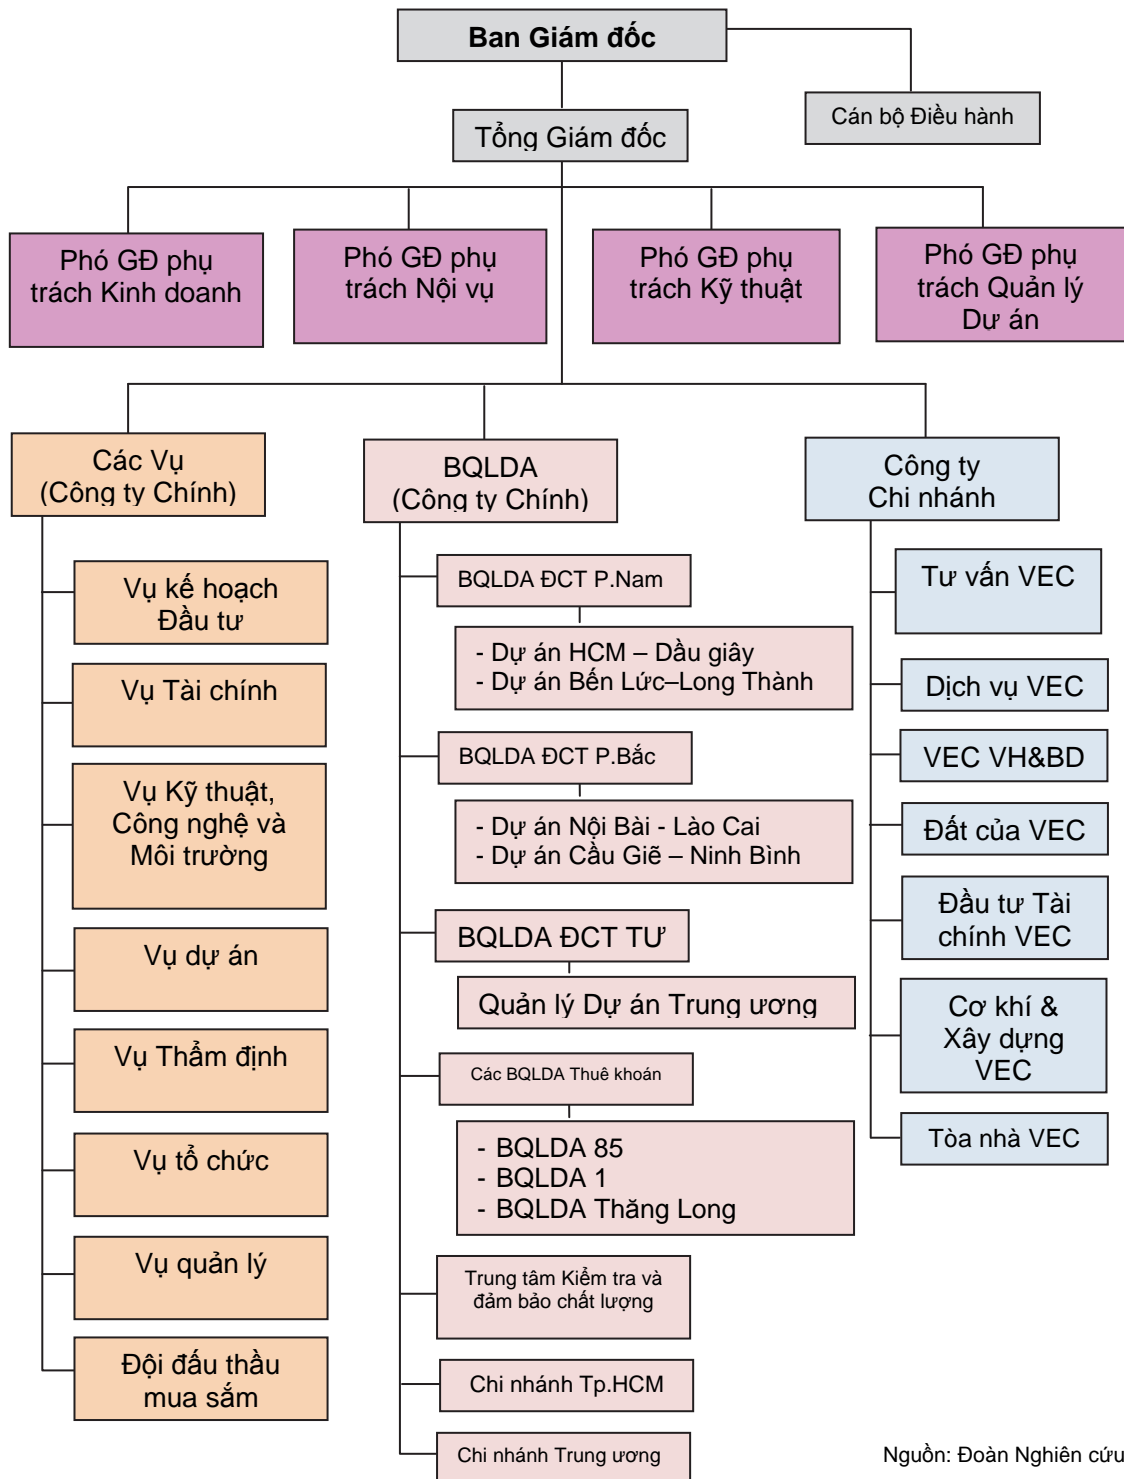 Ban Giám đốc
Cán bộ Điều hành
Tổng Giám đốc
Phó GĐ phụ
trách Kinh doanh
Phó GĐ phụ
trách Nội vụ
Phó GĐ phụ
trách Kỹ thuật
Phó GĐ phụ
trách Quản lý
Dư án
Các Vụ
(Công ty Chính)
Vụ kế hoạch
Đầu tư
Vụ Tài chính
Vụ Kỹ thuật,
Công nghệ và
Môi trường
Vụ dự án
Vụ Thẩm định
Vụ tổ chức
Vụ quản lý
Đội đấu thầu
mua sắm
BQLDA
(Công ty Chính)
BQLDA ĐCT P.Nam
- Dự án HCM – Dầu giây
- Dự án Bến Lức–Long Thành
BQLDA ĐCT P.Bắc
- Dự án Nội Bài - Lào Cai
- Dự án Cầu Giẽ – Ninh Bình
BQLDA ĐCT TƯ
Quản lý Dự án Trung ương
Các BQLDA Thuê khoán
- BQLDA 85
- BQLDA 1
- BQLDA Thăng Long
Trung tâm Kiểm tra và
đảm bảo chất lượng
Chi nhánh Tp.HCM
Chi nhánh Trung ương
Công ty
Chi nhánh
Tư vấn VEC
Dịch vụ VEC
VEC VH&BD
Đất của VEC
Đầu tư Tài
chính VEC
Cơ khí &
Xây dựng
VEC
Tòa nhà VEC
Nguồn: Đoàn Nghiên cứu